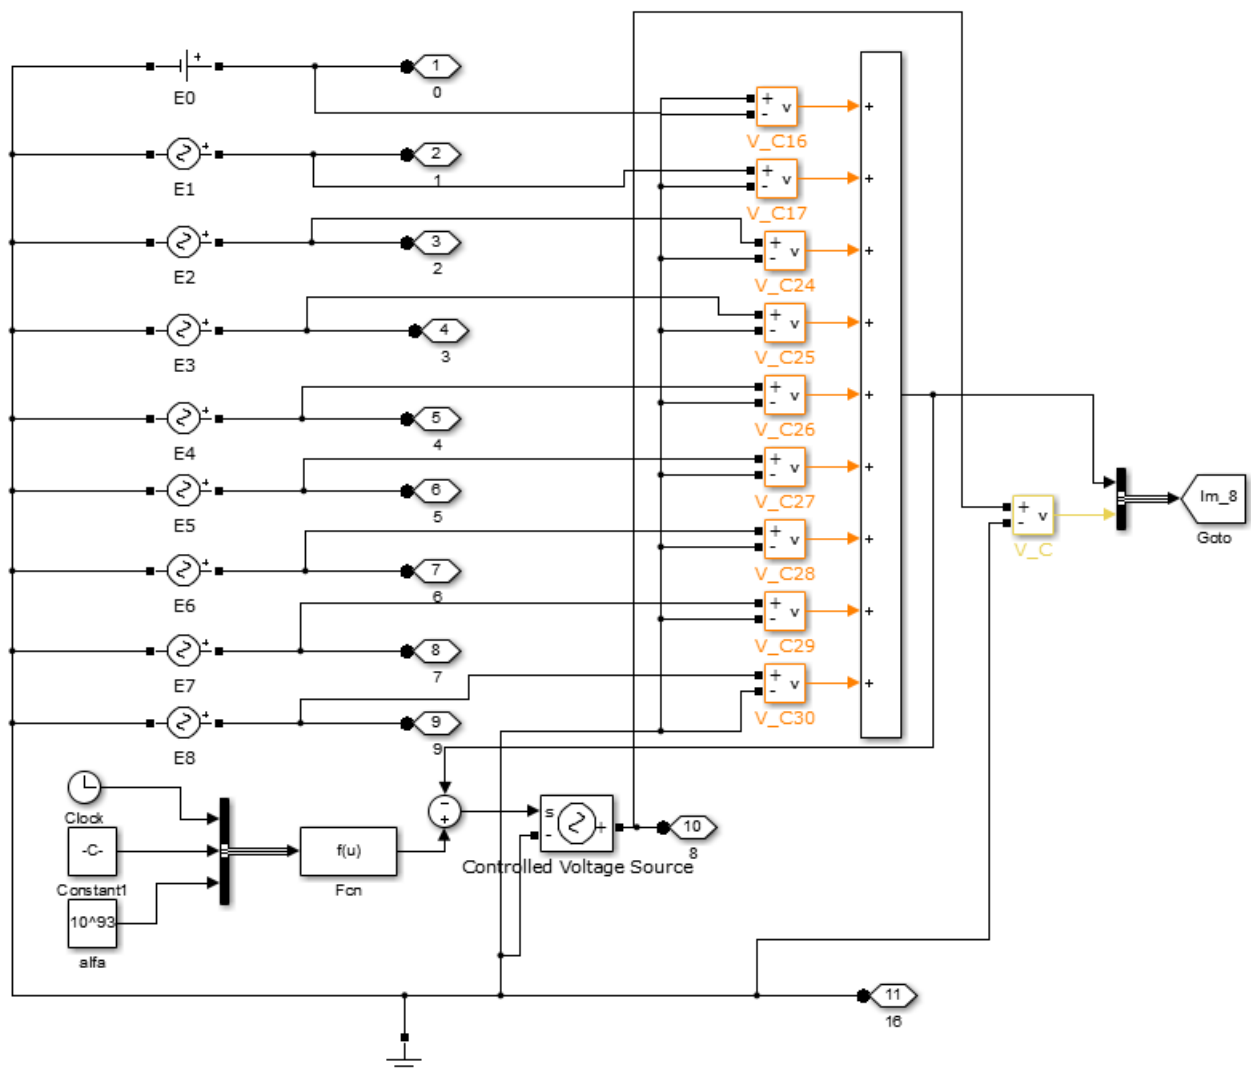 E0
1
0
E1
2
1
E2
3
2
E3
4
3
E4
5
4
E5
6
5
E6
7
6
E7
8
7
E8
9
9
+ - v
V_C16
+ - v
V_C17
+ - v
V_C24
+ - v
V_C25
+ - v
V_C26
+ - v
V_C27
+ - v
V_C28
+ - v
V_C29
+ - v
V_C30
+
+
+
+
+
+
+
+
+
+ - v
V_C
Im_8
Goto
Clock
-C-
Constant1
10^93
alfa
f(u)
Fcn
-
+
s
-
+
Controlled Voltage Source
10
8
11
16